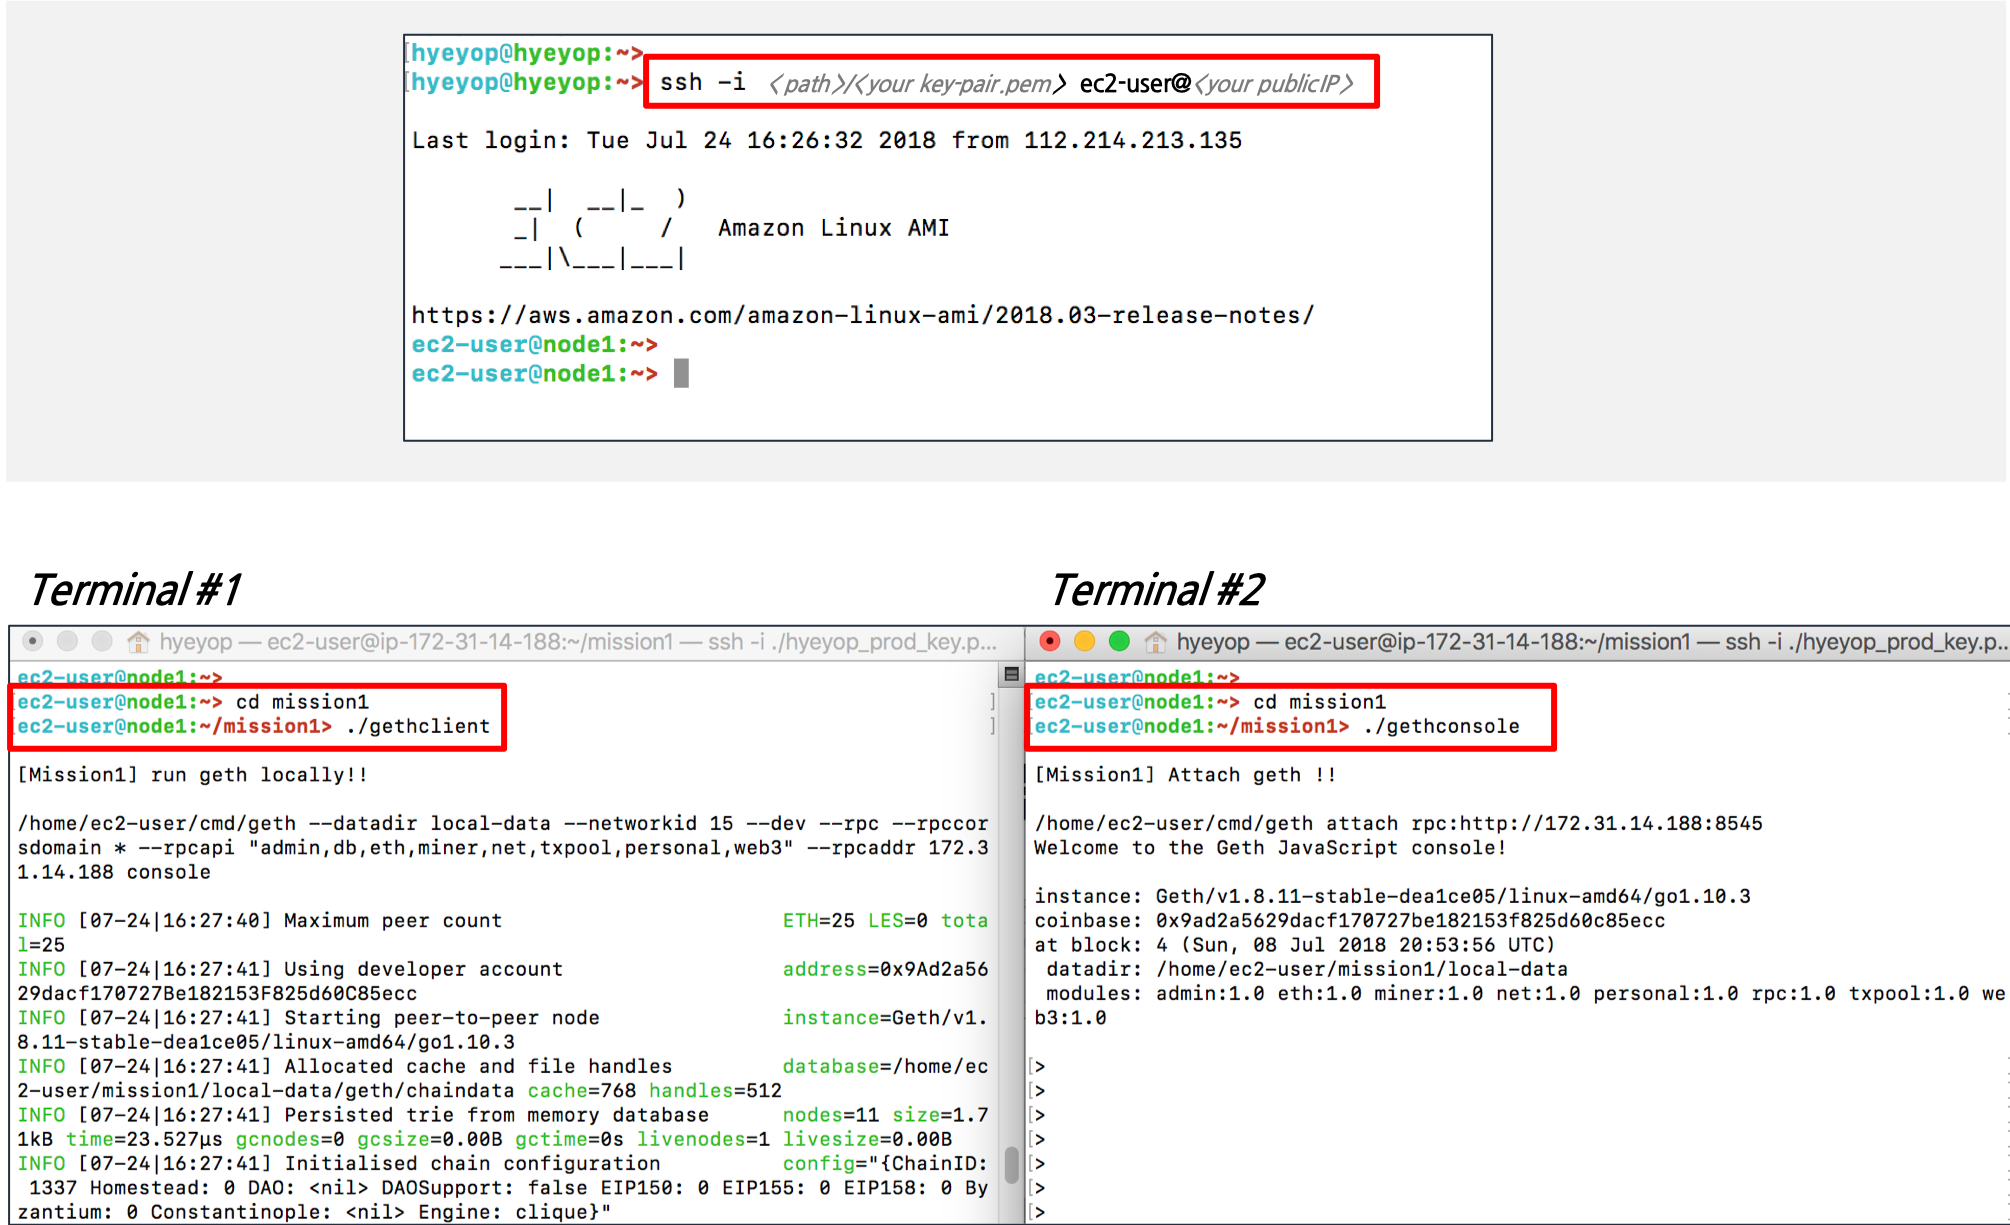 hyeyop@hyeyop:~>
hyeyop@hyeyop:~> ssh -i <path>/<your key-pair.pem> ec2-user@<your publicIP>
Last login: Tue Jul 24 16:26:32 2018 from 112.214.213.135
__|  __|_  )
_|  (     /   Amazon Linux AMI
___|\___|___|
https://aws.amazon.com/amazon-linux-ami/2018.03-release-notes/
ec2-user@node1:~>
ec2-user@node1:~>
Terminal #1
hyeyop — ec2-user@ip-172-31-14-188:~/mission1 — ssh -i ./hyeyop_prod_key.p...
ec2-user@node1:~>
ec2-user@node1:~> cd mission1
ec2-user@node1:~/mission1> ./gethclient
[Mission1] run geth locally!!
/home/ec2-user/cmd/geth --datadir local-data --networkid 15 --dev --rpc --rpccor
sdomain * --rpcapi "admin,db,eth,miner,net,txpool,personal,web3" --rpcaddr 172.3
1.14.188 console
INFO [07-24|16:27:40] Maximum peer count                       ETH=25 LES=0 tota
l=25
INFO [07-24|16:27:41] Using developer account                  address=0x9Ad2a56
29dacf170727Be182153F825d60C85ecc
INFO [07-24|16:27:41] Starting peer-to-peer node               instance=Geth/v1.
8.11-stable-dea1ce05/linux-amd64/go1.10.3
INFO [07-24|16:27:41] Allocated cache and file handles         database=/home/ec
2-user/mission1/local-data/geth/chaindata cache=768 handles=512
INFO [07-24|16:27:41] Persisted trie from memory database      nodes=11 size=1.7
1kB time=23.527µs gcnodes=0 gcsize=0.00B gctime=0s livenodes=1 livesize=0.00B
INFO [07-24|16:27:41] Initialised chain configuration          config="{ChainID:
1337 Homestead: 0 DAO: <nil> DAOSupport: false EIP150: 0 EIP155: 0 EIP158: 0 By
zantium: 0 Constantinople: <nil> Engine: clique}"
Terminal #2
hyeyop — ec2-user@ip-172-31-14-188:~/mission1 — ssh -i ./hyeyop_prod_key.p...
ec2-user@node1:~>
ec2-user@node1:~> cd mission1
ec2-user@node1:~/mission1> ./gethconsole
[Mission1] Attach geth !!
/home/ec2-user/cmd/geth attach rpc:http://172.31.14.188:8545
Welcome to the Geth JavaScript console!
instance: Geth/v1.8.11-stable-dea1ce05/linux-amd64/go1.10.3
coinbase: 0x9ad2a5629dacf170727be182153f825d60c85ecc
at block: 4 (Sun, 08 Jul 2018 20:53:56 UTC)
datadir: /home/ec2-user/mission1/local-data
modules: admin:1.0 eth:1.0 miner:1.0 net:1.0 personal:1.0 rpc:1.0 txpool:1.0 we
b3:1.0
>
>
>
>
>
>
>